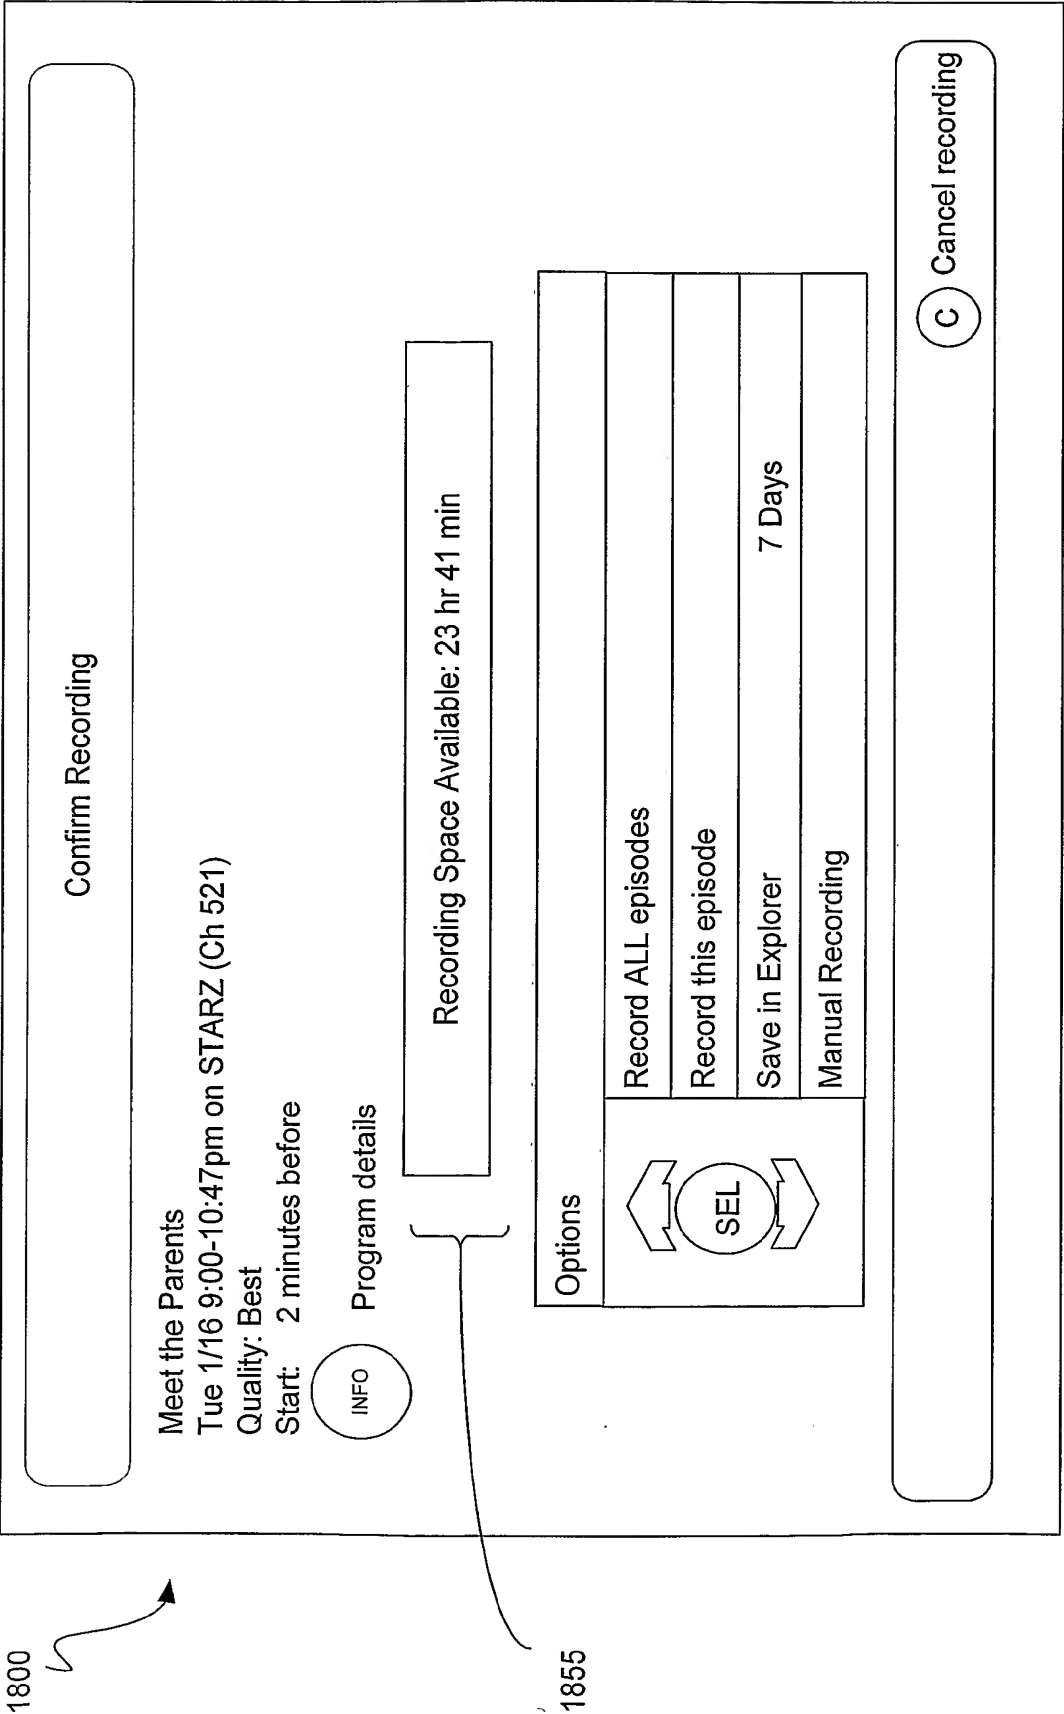 1800
Confirm Recording
Meet the Parents
Tue 1/16 9:00-10:47pm on STARZ (Ch 521)
Quality: Best
Start: 2 minutes before
INFO Program details
1855
Recording Space Available: 23 hr 41 min
Options
SEL
Record ALL episodes
Record this episode
Save in Explorer 7 Days
Manual Recording
C Cancel recording